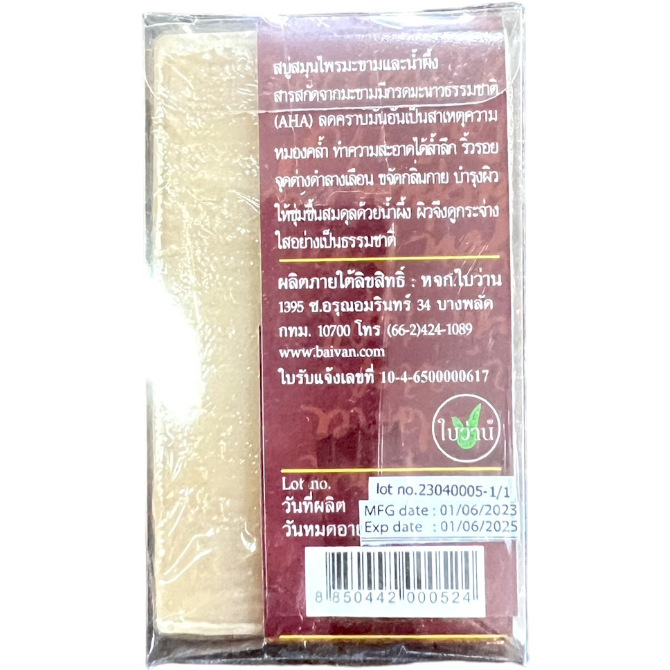 สบู่สมุนไพรมะขามและน้ำผึ้ง
สารสกัดจากมะขามมีกรดมะนาวธรรมชาติ
(AHA) ลดคราบมันอันเป็นสาเหตุความ
หมองคล้ำ ทำความสะอาดได้ล้ำลึก ริ้วรอย
จุดด่างดำลางเลือน ขจัดกลิ่นกาย บำรุงผิว
ให้ชุ่มชื้นสมดุลด้วยน้ำผึ้ง ผิวจึงดูกระจ่าง
ใสอย่างเป็นธรรมชาติ
ผลิตภายใต้ลิขสิทธิ์ : หจก.ใบว่าน
1395 ซ.อรุณอมรินทร์ 34 บางพลัด
กทม. 10700 โทร (66-2)424-1089
www.baivan.com
ใบรับแจ้งเลขที่ 10-4-6500000617
ใบว่าน
Lot no.
lot no.23040005-1/1
วันที่ผลิต
MFG date : 01/06/2023
วันหมดอายุ
Exp date : 01/06/2025
8 850442 000524